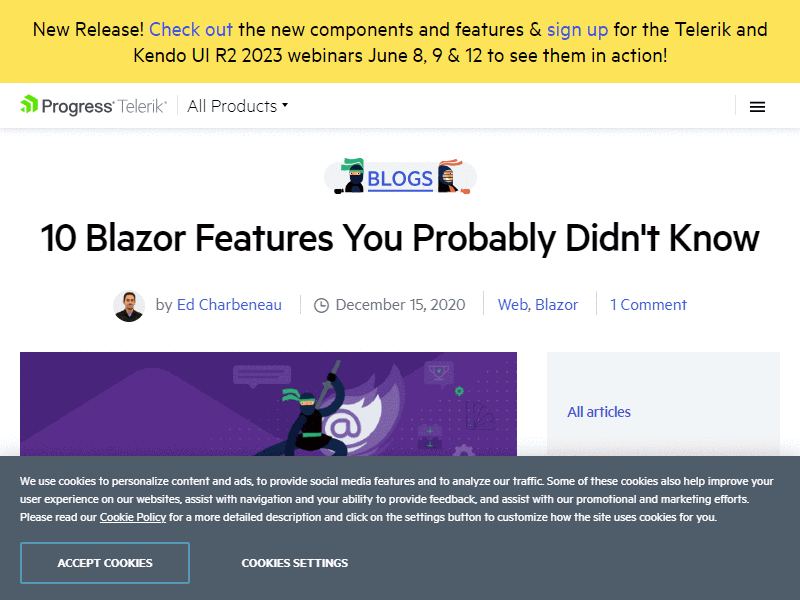 New Release! Check out the new components and features & sign up for the Telerik and
Kendo UI R2 2023 webinars June 8, 9 & 12 to see them in action!
Progress Telerik All Products
BLOGS
10 Blazor Features You Probably Didn't Know
by Ed Charbeneau December 15, 2020 Web, Blazor 1 Comment
@
All articles
We use cookies to personalize content and ads, to provide social media features and to analyze our traffic. Some of these cookies also help improve your
user experience on our websites, assist with navigation and your ability to provide feedback, and assist with our promotional and marketing efforts.
Please read our Cookie Policy for a more detailed description and click on the settings button to customize how the site uses cookies for you.
ACCEPT COOKIES COOKIES SETTINGS